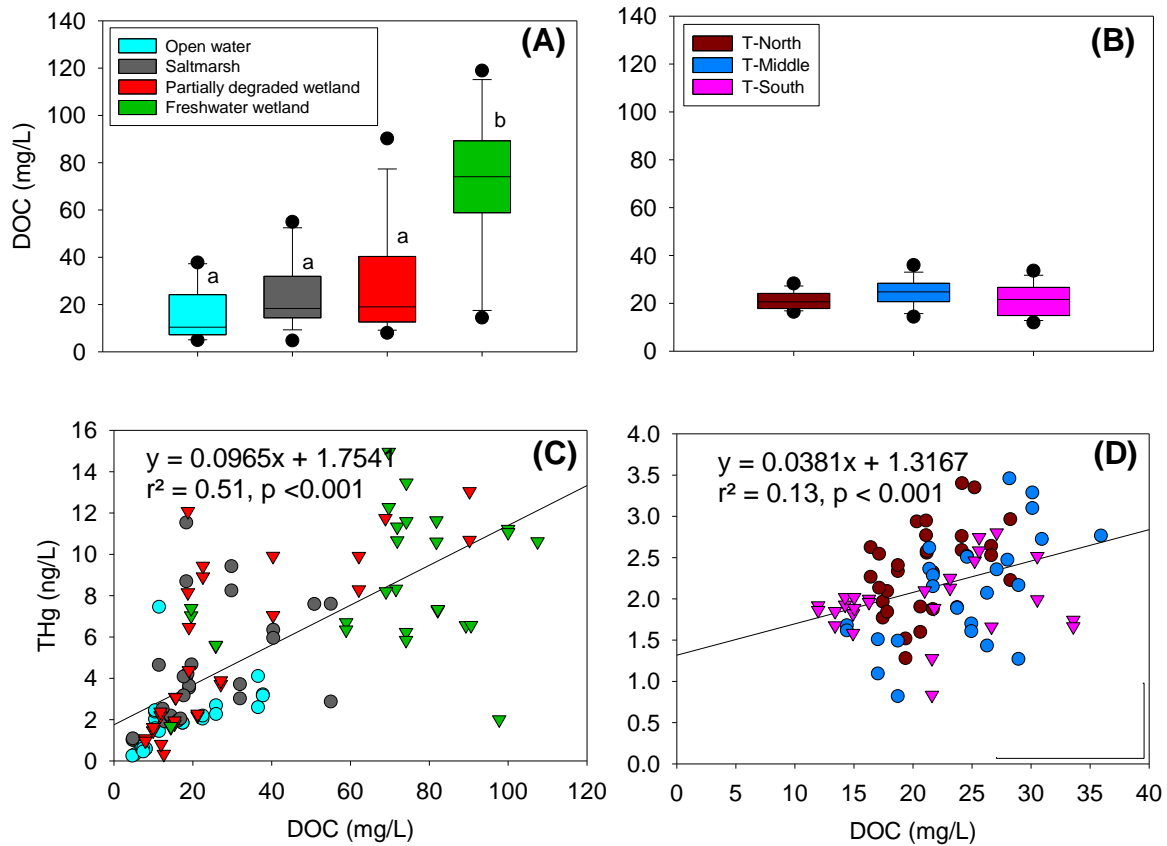 (A)
Open water
Saltmarsh
Partially degraded wetland
Freshwater wetland
140
120
100
80
60
40
20
0
DOC (mg/L)
a
a
a
b
(B)
T-North
T-Middle
T-South
140
120
100
80
60
40
20
0
(C)
y = 0.0965x + 1.7541
r² = 0.51, p <0.001
16
14
12
10
8
6
4
2
0
THg (ng/L)
0 20 40 60 80 100 120
DOC (mg/L)
(D)
y = 0.0381x + 1.3167
r² = 0.13, p < 0.001
4.0
3.5
3.0
2.5
2.0
1.5
1.0
0.5
0.0
0 5 10 15 20 25 30 35 40
DOC (mg/L)